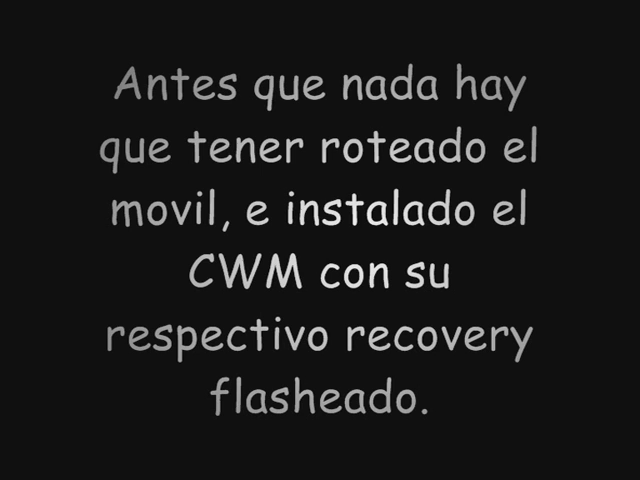 Antes que nada hay
que tener roteado el
movil, e instalado el
CWM con su
respectivo recovery
flasheado.